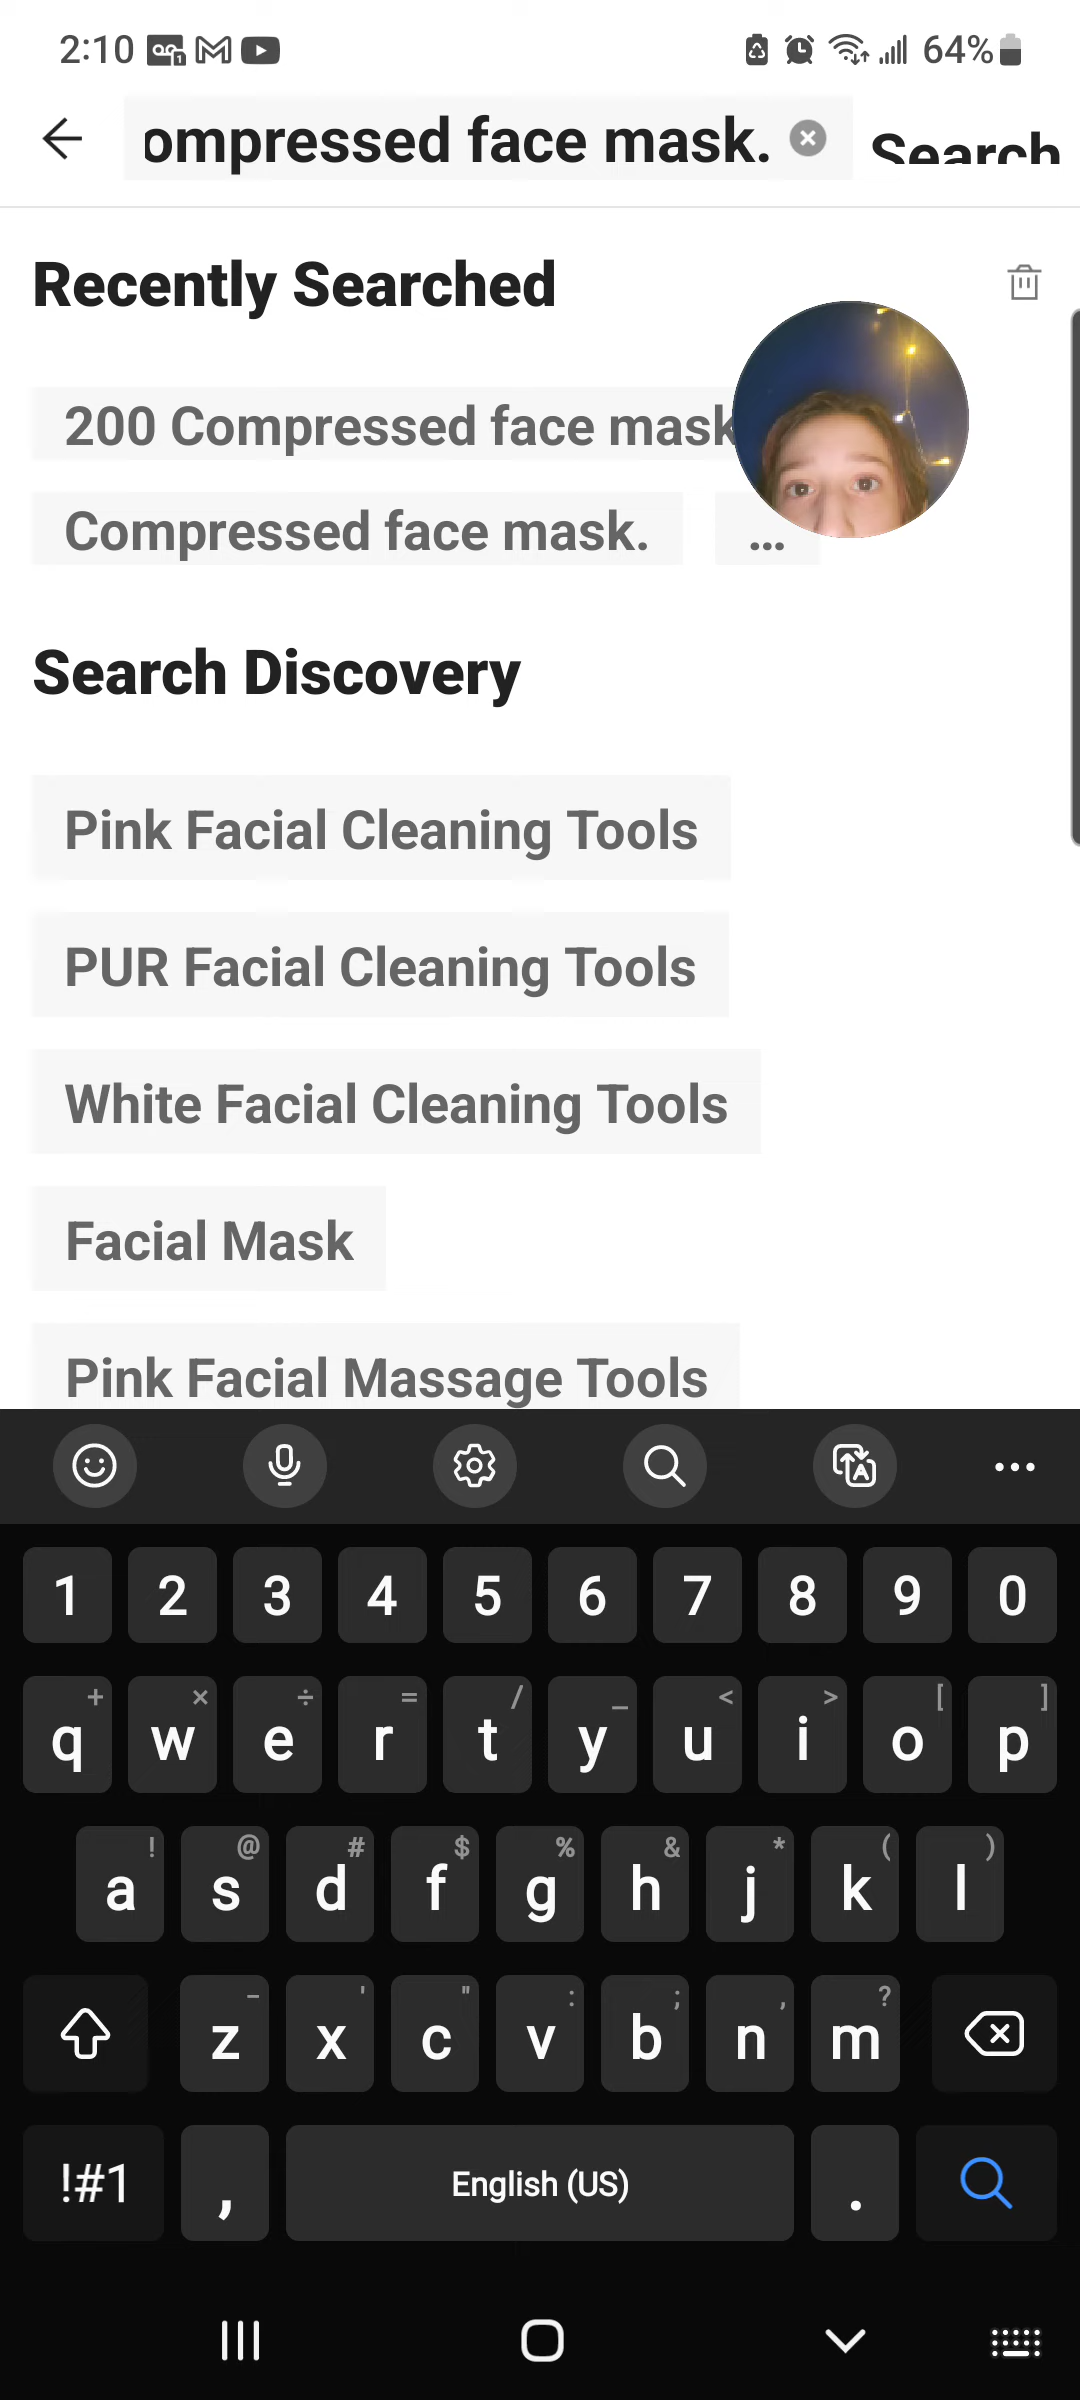 2:10 64%
ompressed face mask. Search
Recently Searched
200 Compressed face mask
Compressed face mask. ...
Search Discovery
Pink Facial Cleaning Tools
PUR Facial Cleaning Tools
White Facial Cleaning Tools
Facial Mask
Pink Facial Massage Tools
1 2 3 4 5 6 7 8 9 0
+ × ÷ = / _ < > [ ]
q w e r t y u i o p
! @ # $ % & * ( )
a s d f g h j k l
- ' " : ; , ?
z x c v b n m
!#1 , English (US) .